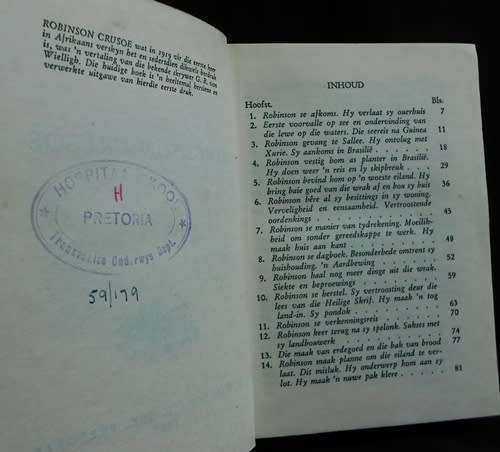 ROBINSON CRUSOE wat in 1919 vir die eerste keer
in Afrikaans verskyn het en sedertdien dikwels herdruk
is, was 'n vertaling van die bekende skrywer G. R. von
Wielligh. Die huidige boek is 'n heeltemal hersiene en
verwerkte uitgawe van hierdie eerste druk.
HOSPITAALSKOOL
H
PRETORIA
Transvaalse Ond.
59/179
INHOUD
Hoofst. Bls.
1. Robinson se afkoms. Hy verlaat sy ouerhuis 7
2. Eerste voorvalle op see en ondervinding van
die lewe op die waters. Die seereis na Guinea 11
3. Robinson gevang te Sallee. Hy ontvlug met
Xurie. Sy aankoms in Brasilië . . . . 18
4. Robinson vestig hom as planter in Brasilië.
Hy doen weer 'n reis en ly skipbreuk . . . 29
5. Robinson bevind hom op 'n woeste eiland. Hy
bring baie goed van die wrak af en bou sy huis 36
6. Robinson bêre al sy besittings in sy woning.
Verveligheid en eensaamheid. Vertroostende
oordenkings . . . . . . . . 45
7. Robinson se manier van tydrekening. Moeilik-
heid om sonder gereedskappe te werk. Hy
maak huis aan kant . . . . . . 49
8. Robinson se dagboek. Besonderhede omtrent sy
huishouding. 'n Aardbewing . . . . 52
9. Robinson haal nog meer dinge uit die wrak.
Siekte en beproewings . . . . . 59
10. Robinson se herstel. Sy vertroosting deur die
lees van die Heilige Skrif. Hy maak 'n tog
land-in. Sy pondok . . . . . . 63
11. Robinson se verkenningsreis . . . . . 70
12. Robinson keer terug na sy spelonk. Sukses met
sy landbouwerk . . . . . . . 74
13. Die maak van erdegoed en die bak van brood 77
14. Robinson maak planne om die eiland te ver-
laat. Dit misluk. Hy onderwerp hom aan sy
lot. Hy maak 'n nuwe pak klere . . . . 81